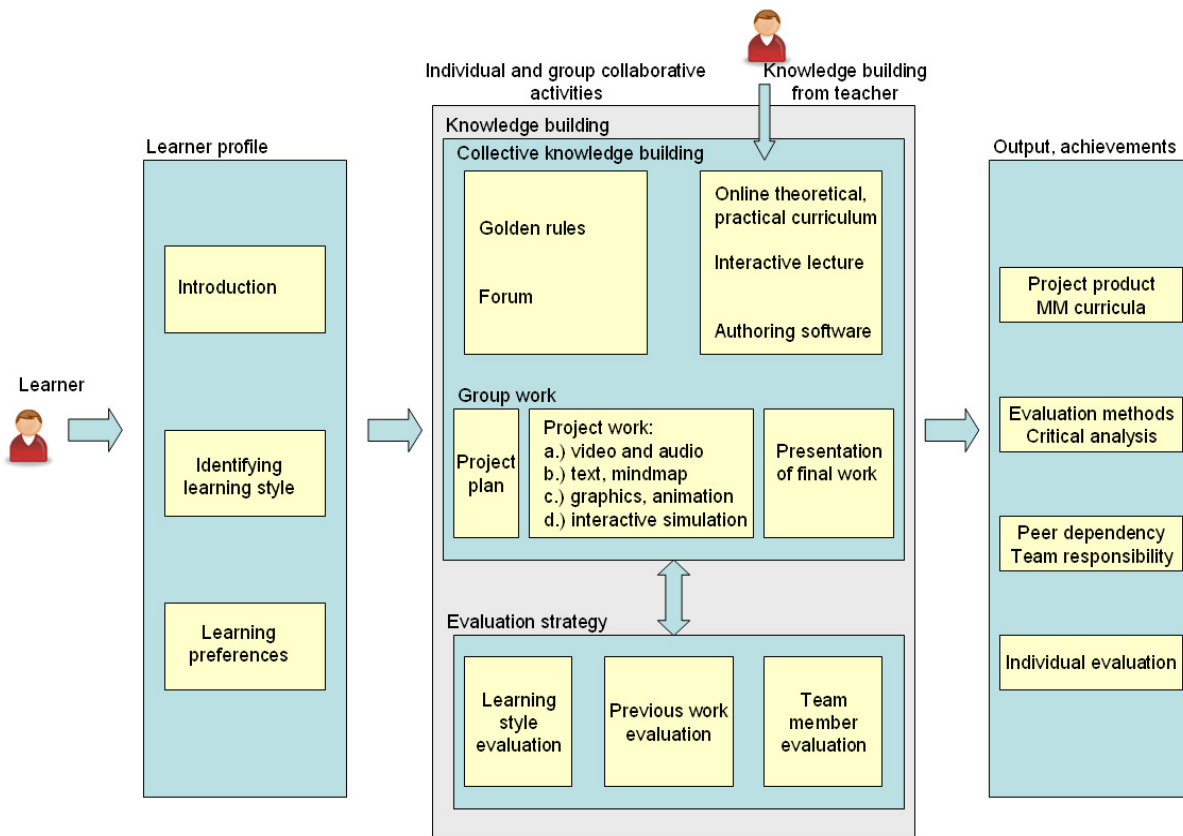 Individual and group collaborative
activities
Knowledge building
from teacher
Learner
Learner profile
Introduction
Identifying
learning style
Learning
preferences
Knowledge building
Collective knowledge building
Golden rules
Forum
Online theoretical,
practical curriculum
Interactive lecture
Authoring software
Group work
Project
plan
Project work:
a.) video and audio
b.) text, mindmap
c.) graphics, animation
d.) interactive simulation
Presentation
of final work
Evaluation strategy
Learning
style
evaluation
Previous work
evaluation
Team
member
evaluation
Output, achievements
Project product
MM curricula
Evaluation methods
Critical analysis
Peer dependency
Team responsibility
Individual evaluation